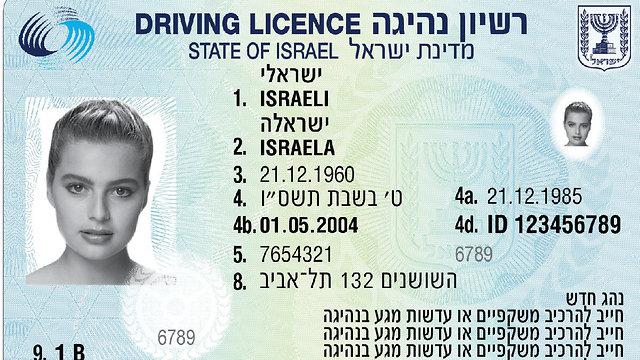 DRIVING LICENCE רשיון נהיגה
STATE OF ISRAEL מדינת ישראל
ישראל
ישראלי
1. ISRAELI
ישראלה
2. ISRAELA
3. 21.12.1960
4. ט' בשבת תשס״ו 4a. 21.12.1985
4b. 01.05.2004 4d. ID 123456789
5. 7654321 6789
8. השושנים 132 תל-אביב
נהג חדש
חייב להרכיב משקפיים או עדשות מגע בנהיגה
חייב להרכיב משקפיים או עדשות מגע בנהיגה
חייב להרכיב משקפיים או עדשות מגע בנהיגה
6789
9. 1 B